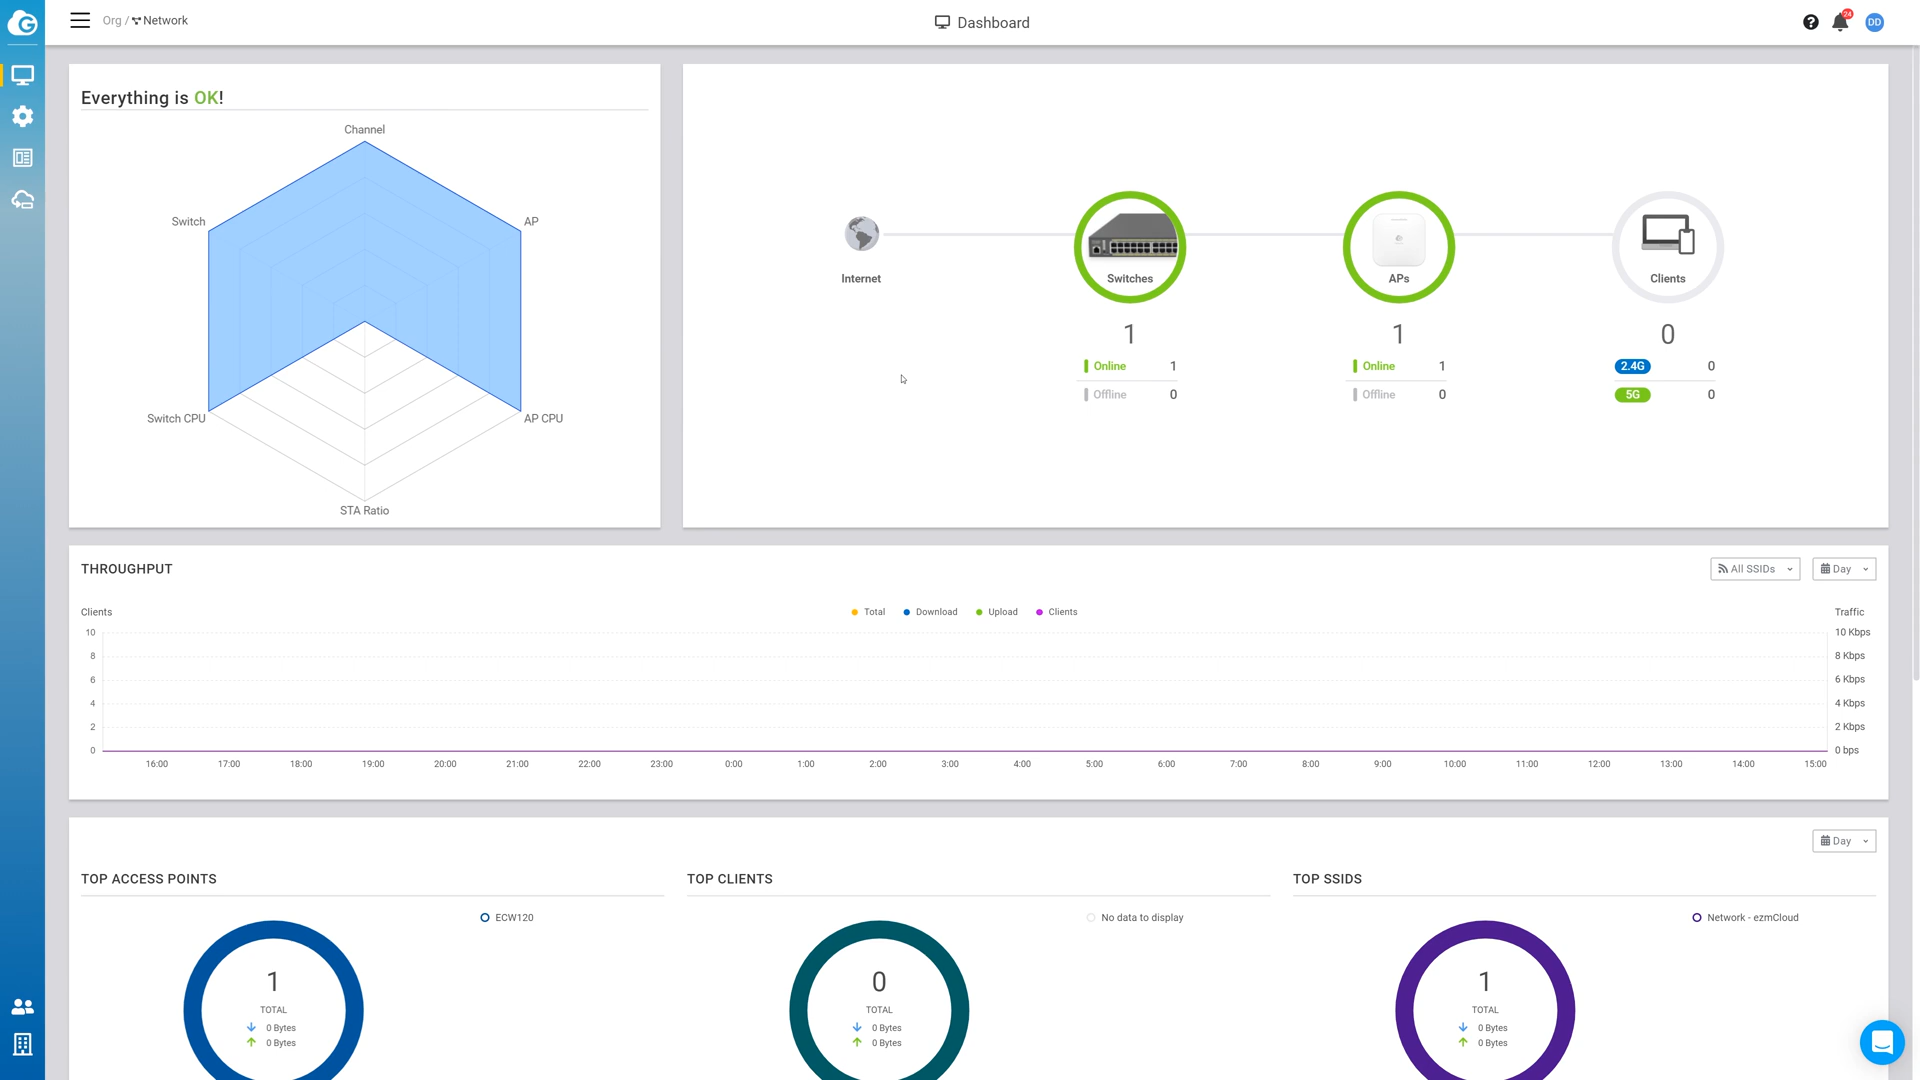 Org / Network
Dashboard
24
DD
Everything is OK!
Channel
Switch
AP
Switch CPU
AP CPU
STA Ratio
Internet
Switches
APs
Clients
1
1
0
Online 1
Online 1
2.4G 0
Offline 0
Offline 0
5G 0
THROUGHPUT
All SSIDs
Day
Clients
Total
Download
Upload
Clients
Traffic
10
10 Kbps
8
8 Kbps
6
6 Kbps
4
4 Kbps
2
2 Kbps
0
0 bps
16:00 17:00 18:00 19:00 20:00 21:00 22:00 23:00 0:00 1:00 2:00 3:00 4:00 5:00 6:00 7:00 8:00 9:00 10:00 11:00 12:00 13:00 14:00 15:00
Day
TOP ACCESS POINTS
ECW120
1
TOTAL
0 Bytes
0 Bytes
TOP CLIENTS
No data to display
0
TOTAL
0 Bytes
0 Bytes
TOP SSIDS
Network - ezmCloud
1
TOTAL
0 Bytes
0 Bytes